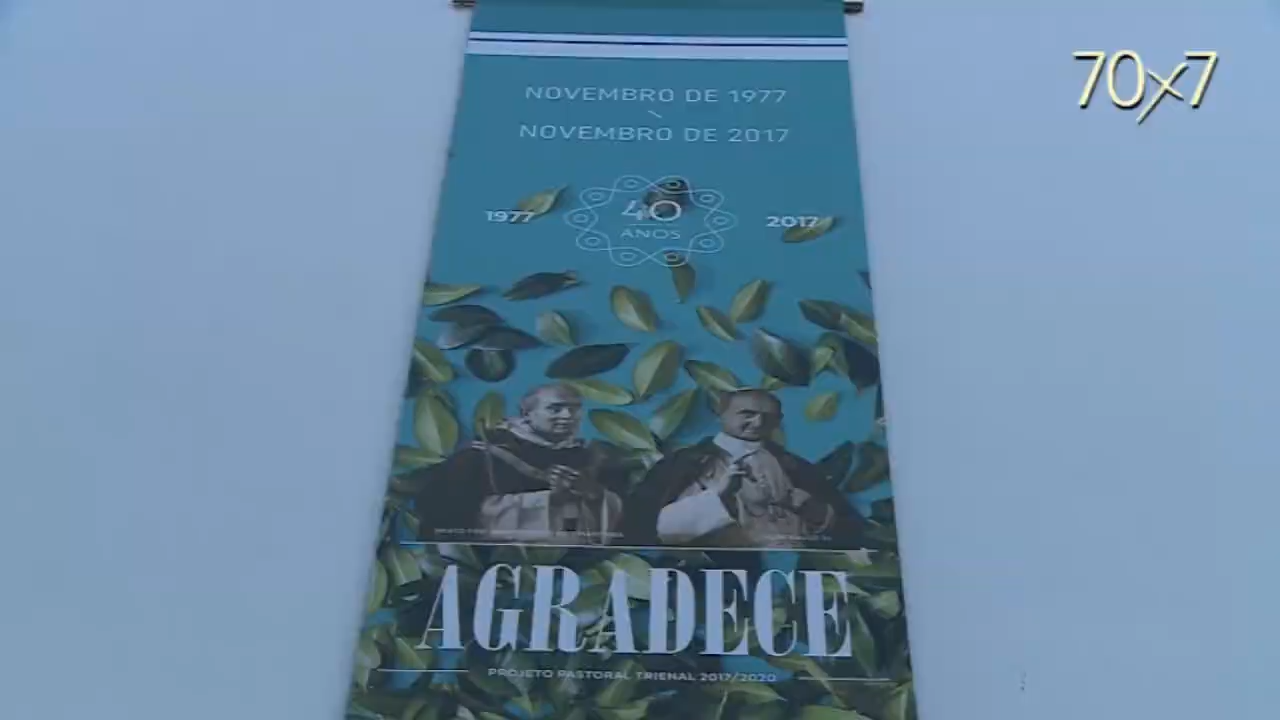 70x7
NOVEMBRO DE 1977
NOVEMBRO DE 2017
1977
40
ANOS
2017
AGRADECE
PROJETO PASTORAL TRIENAL 2017/2020